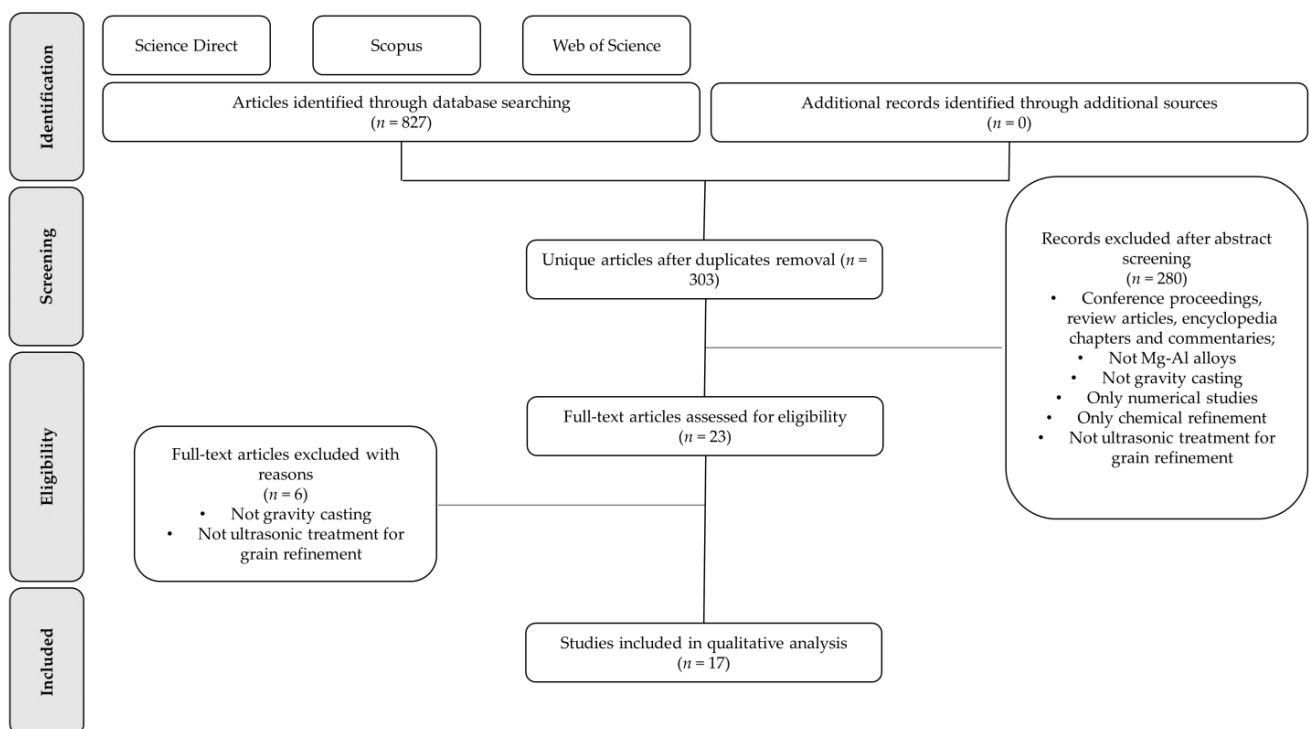 Identification
Science Direct
Scopus
Web of Science
Articles identified through database searching
(n = 827)
Additional records identified through additional sources
(n = 0)
Screening
Unique articles after duplicates removal (n =
303)
Records excluded after abstract
screening
(n = 280)
• Conference proceedings,
review articles, encyclopedia
chapters and commentaries;
• Not Mg-Al alloys
• Not gravity casting
• Only numerical studies
• Only chemical refinement
• Not ultrasonic treatment for
grain refinement
Eligibility
Full-text articles assessed for eligibility
(n = 23)
Full-text articles excluded with
reasons
(n = 6)
• Not gravity casting
• Not ultrasonic treatment for
grain refinement
Included
Studies included in qualitative analysis
(n = 17)